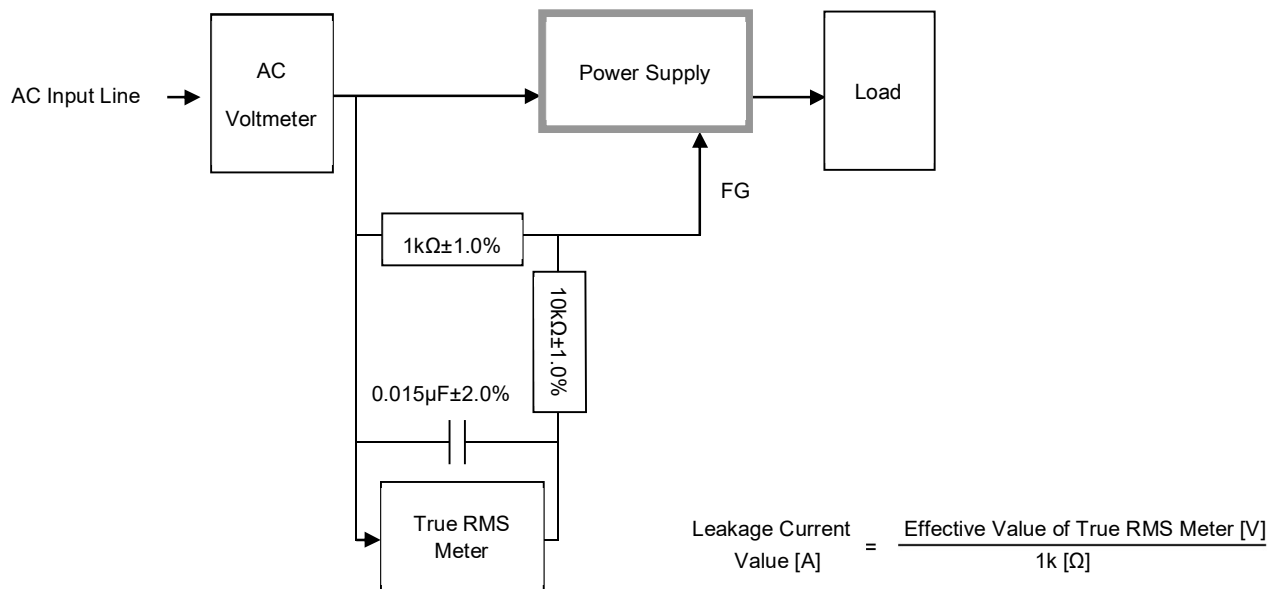 AC Input Line
AC
Voltmeter
Power Supply
Load
FG
1kΩ±1.0%
10kΩ±1.0%
0.015µF±2.0%
True RMS
Meter
Leakage Current
Value [A]
=
Effective Value of True RMS Meter [V]
1k [Ω]